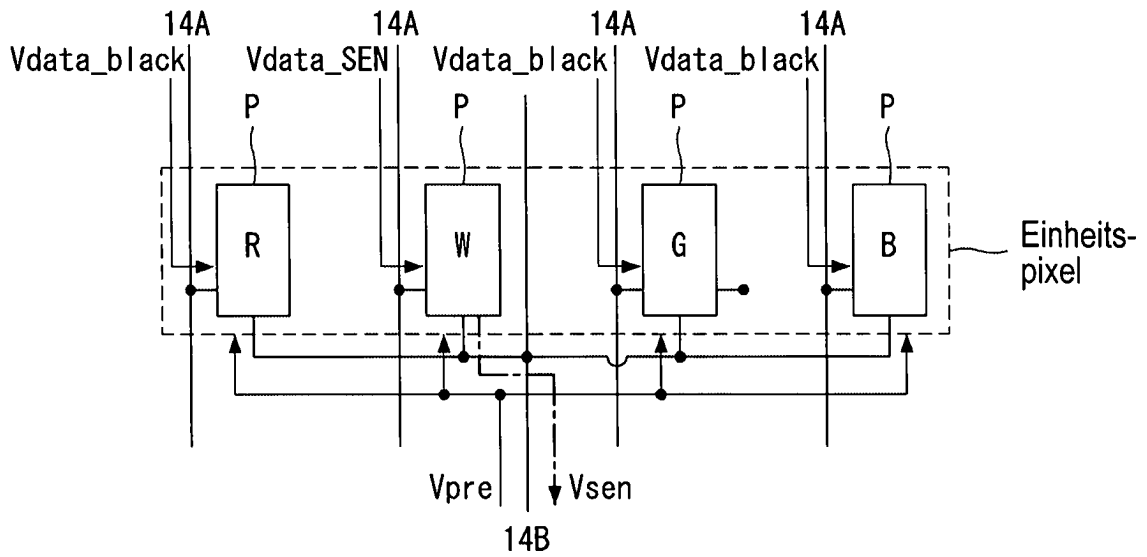 14A 14A 14A 14A
Vdata_black Vdata_SEN Vdata_black Vdata_black
P P P P
R W G B
Einheits-
pixel
Vpre Vsen
14B